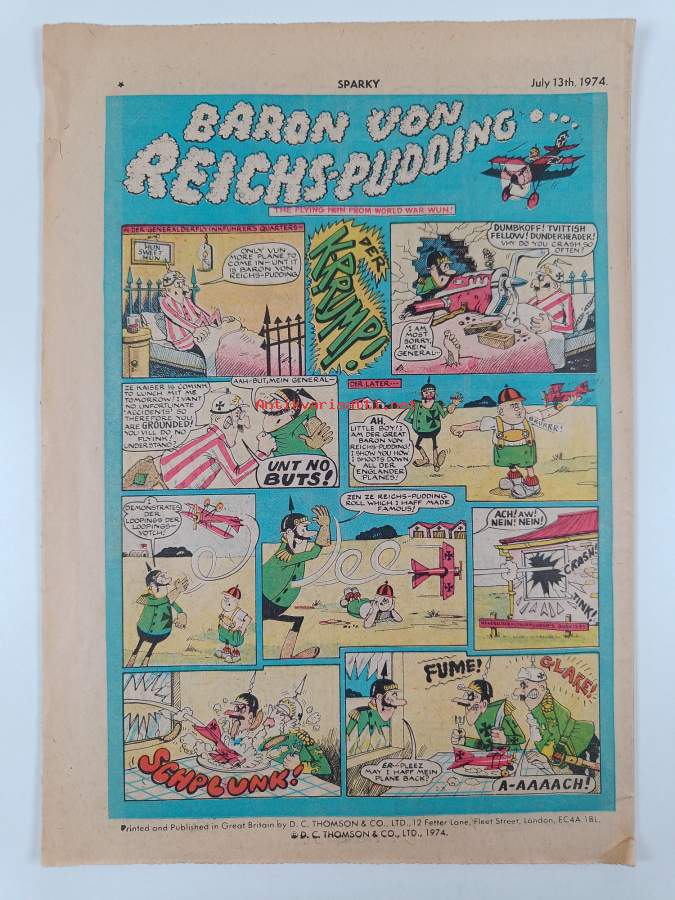 SPARKY
July 13th, 1974.
BARON VON
REICHS-PUDDING
THE FLYING HUN FROM WORLD WAR WUN!
IN DER GENERALDERFLYINKFUHRER'S QUARTERS—
HUN
SWEET
HUN
ONLY VUN
MORE PLANE TO
COME IN—UNT IT
IS BARON VON
REICHS-PUDDING
DER
KRRUMP!
DUMBKOFF! TVITTISH
FELLOW! DUNDERHEADER!
VHY DO YOU CRASH SO
OFTEN?
I AM
MOST
SORRY,
MEIN
GENERAL—
ZE KAISER IS COMINK
TO LUNCH MIT ME
TOMORROW! I VANT
NO UNFORTUNATE
'ACCIDENTS' SO
THEREFORE YOU
ARE GROUNDED!
YOU VILL DO NO
FLYINK!
UNDERSTAND?
AAH-BUT, MEIN GENERAL—
UNT NO
BUTS!
DER LATER---
AH,
LITTLE BOY! I
AM DER GREAT
BARON VON
REICHS-PUDDING!
I SHOW YOU HOW
I SHOOTS DOWN
ALL DER
ENGLANDER
PLANES!
BRURRR!
I
DEMONSTRATES
DER
LOOPINGS DER
LOOPINGS—
VOTCH!
ZEN ZE REICHS-PUDDING
ROLL WHICH I HAFF MADE
FAMOUS!
ACH! AW!
NEIN! NEIN!
CRASH!
TINK!
SCHPLUNK!
FUME!
GLARE!
ER—PLEEZ
MAY I HAFF MEIN
PLANE BACK?
A-AAAACH!
Printed and Published in Great Britain by D. C. THOMSON & CO., LTD., 12 Fetter Lane, Fleet Street, London, EC4A 1BL.
© D. C. THOMSON & CO., LTD., 1974.
Antikvariaatti.net